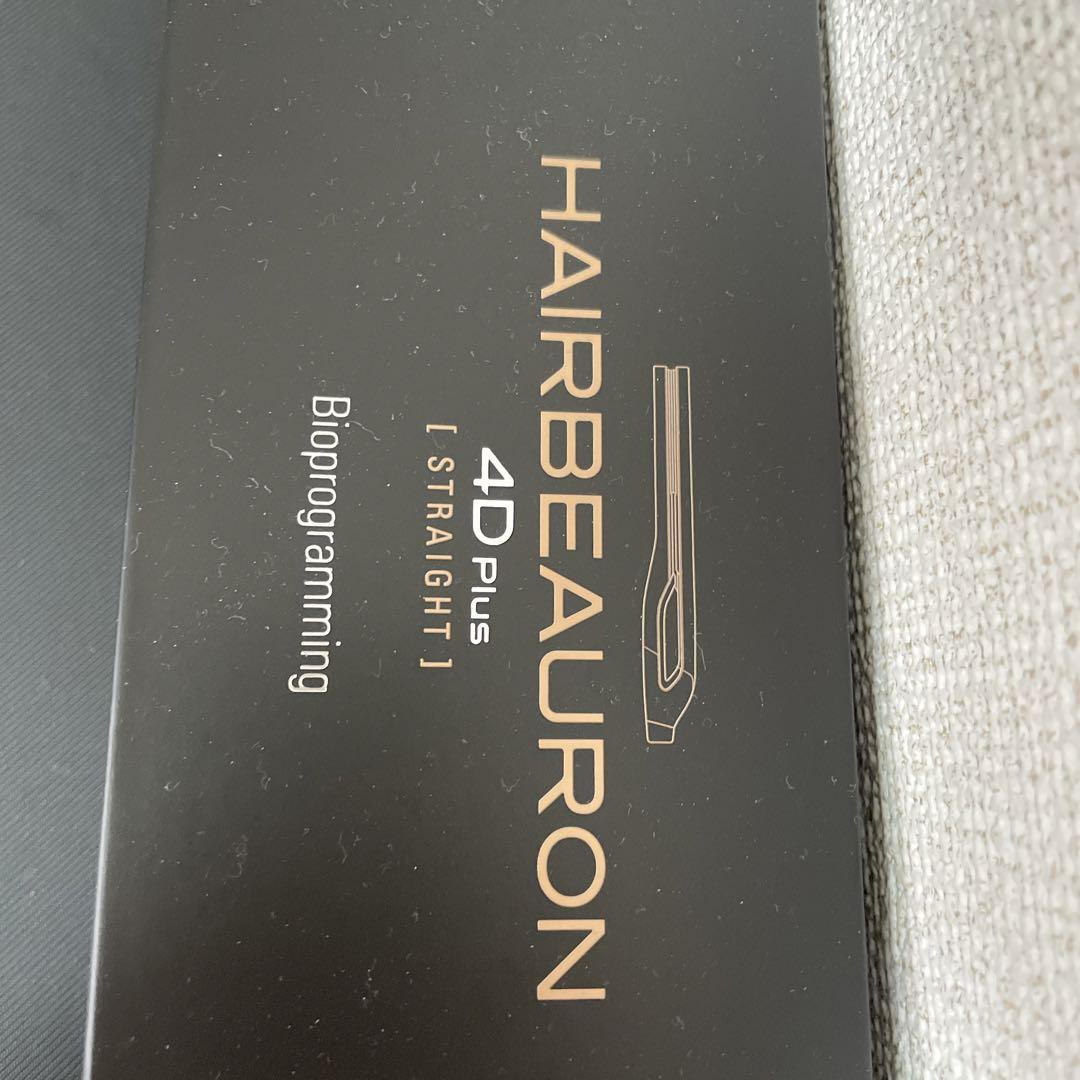 HAIRBEAURON
4D Plus
[ STRAIGHT ]
Bioprogramming